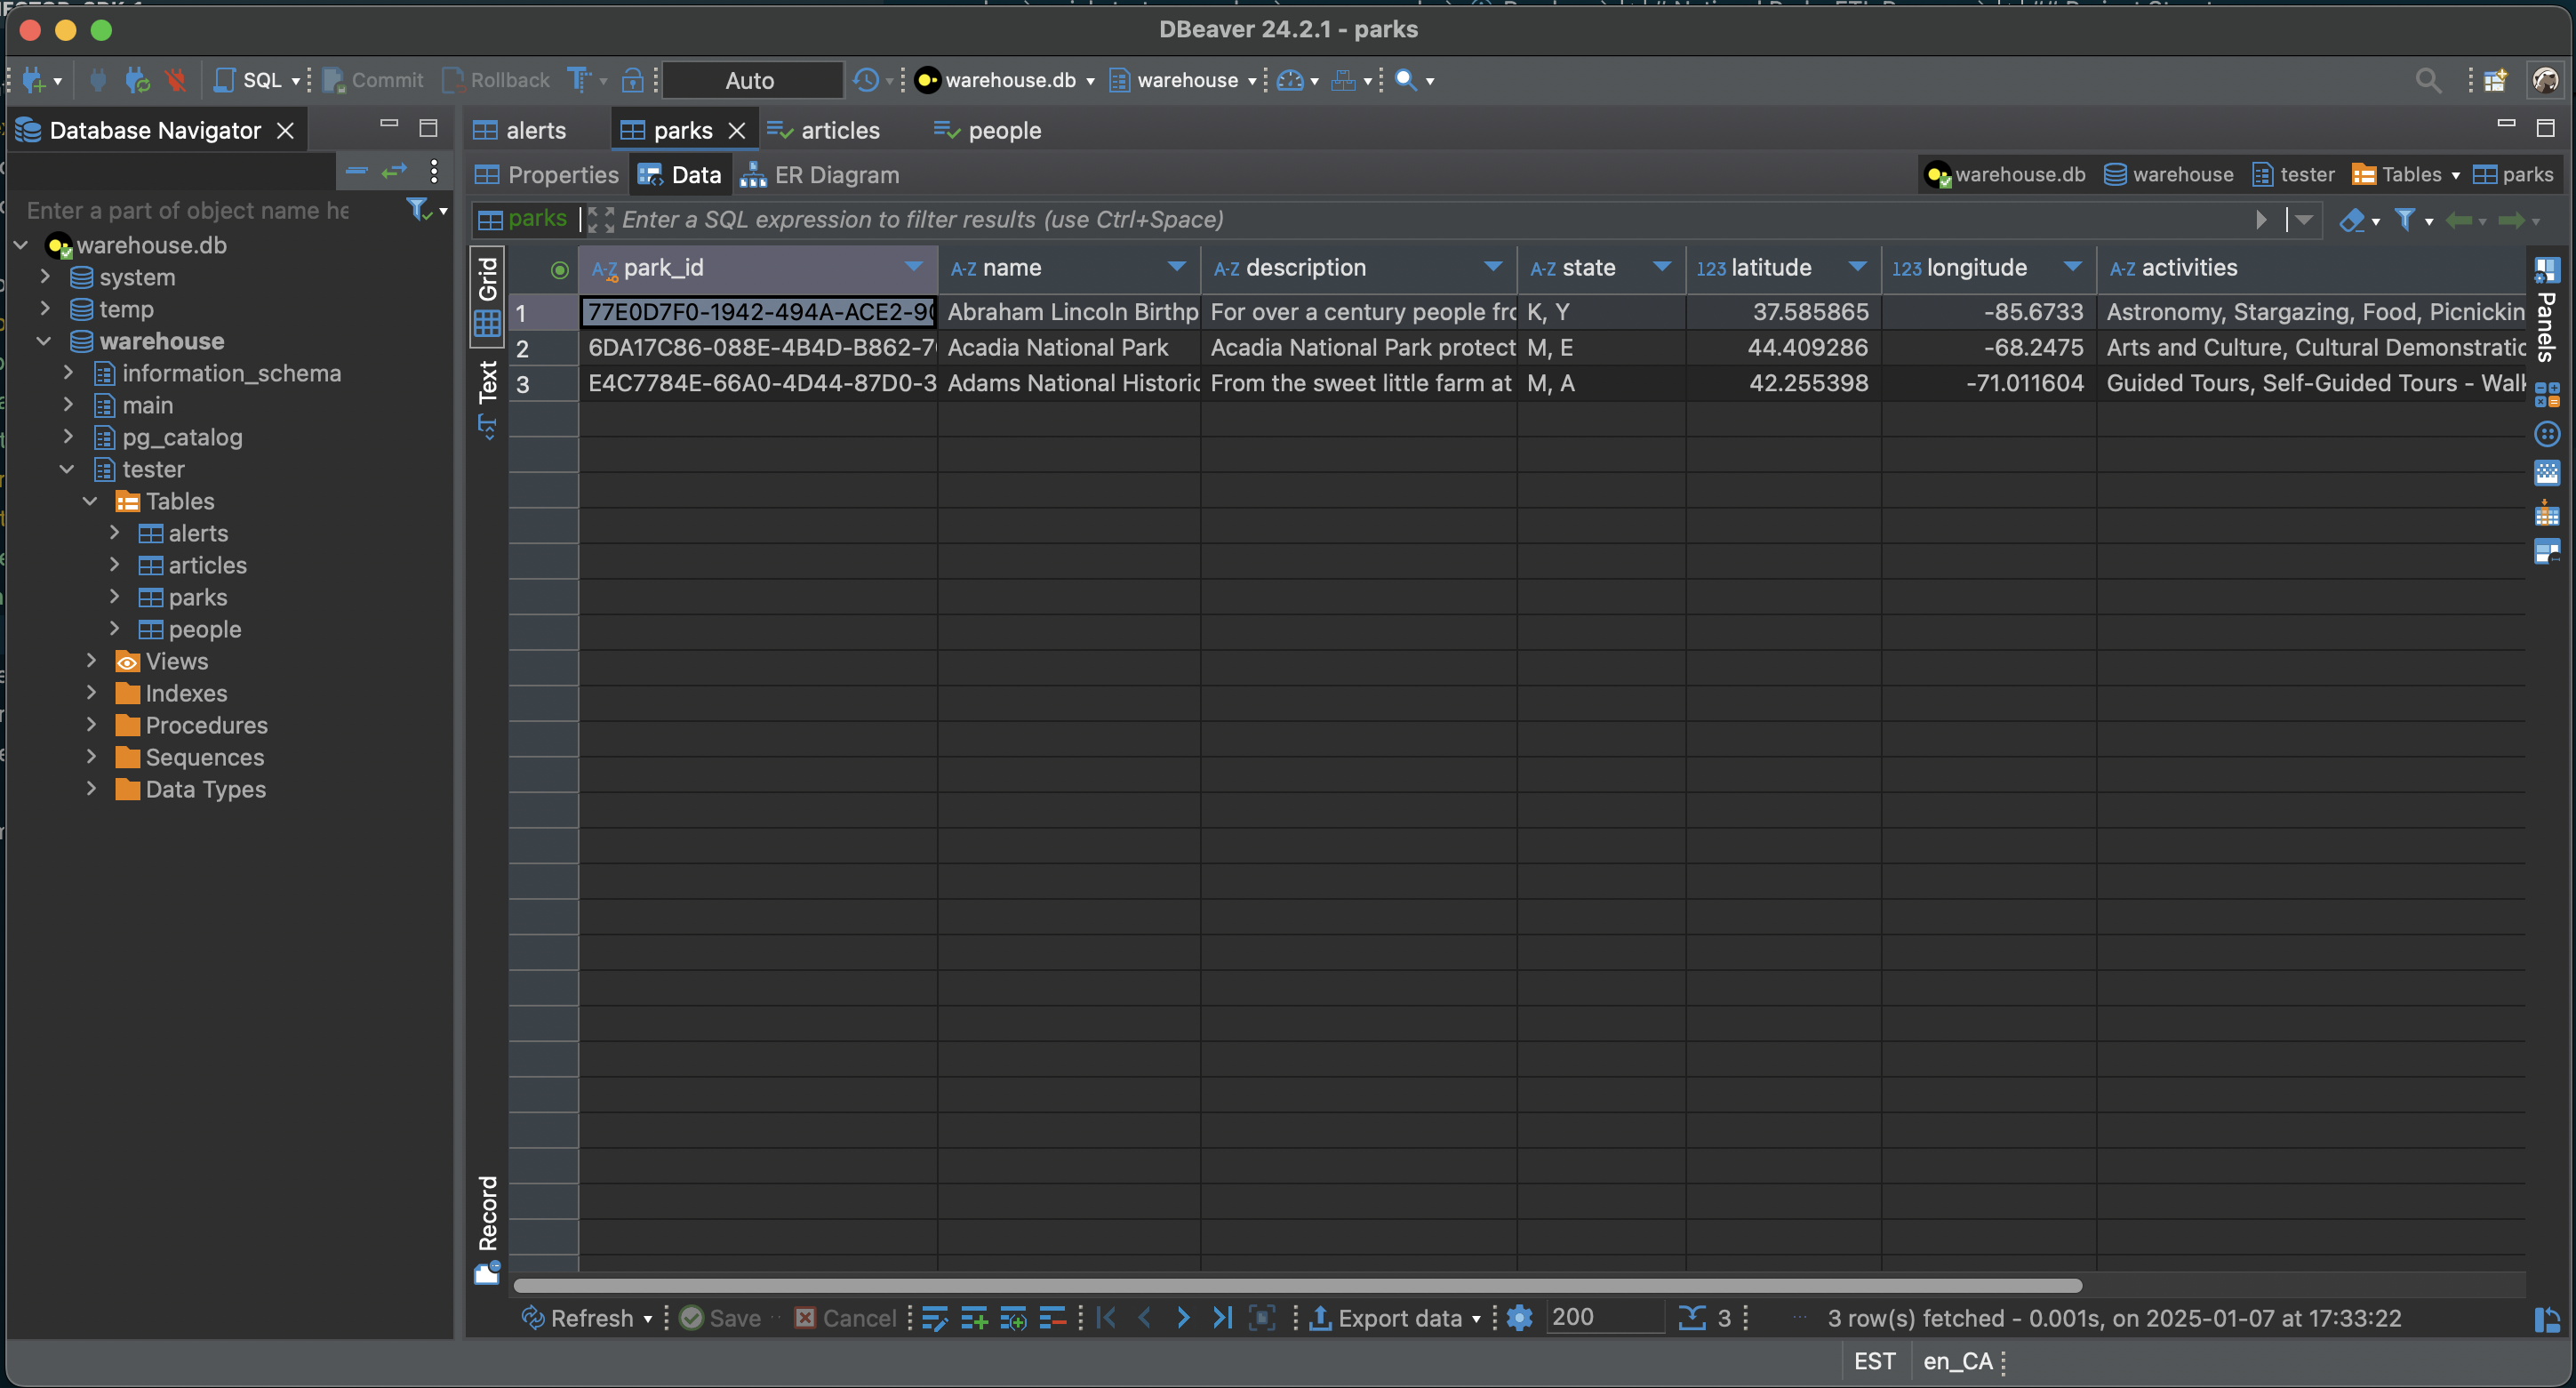 DBeaver 24.2.1 - parks
SQL Commit Rollback Auto warehouse.db warehouse
Database Navigator
alerts parks articles people
Properties Data ER Diagram
warehouse.db warehouse tester Tables parks
Enter a part of object name he
parks Enter a SQL expression to filter results (use Ctrl+Space)
warehouse.db
system
temp
warehouse
information_schema
main
pg_catalog
tester
Tables
alerts
articles
parks
people
Views
Indexes
Procedures
Sequences
Data Types
Grid
Text
Record
A-Z park_id A-Z name A-Z description A-Z state 123 latitude 123 longitude A-Z activities
1 77E0D7F0-1942-494A-ACE2-90 Abraham Lincoln Birthp For over a century people fro K, Y 37.585865 -85.6733 Astronomy, Stargazing, Food, Picnickin
2 6DA17C86-088E-4B4D-B862-7 Acadia National Park Acadia National Park protect M, E 44.409286 -68.2475 Arts and Culture, Cultural Demonstratio
3 E4C7784E-66A0-4D44-87D0-3 Adams National Historic From the sweet little farm at M, A 42.255398 -71.011604 Guided Tours, Self-Guided Tours - Walk
Panels
Refresh Save Cancel Export data 200 3 3 row(s) fetched - 0.001s, on 2025-01-07 at 17:33:22
EST en_CA